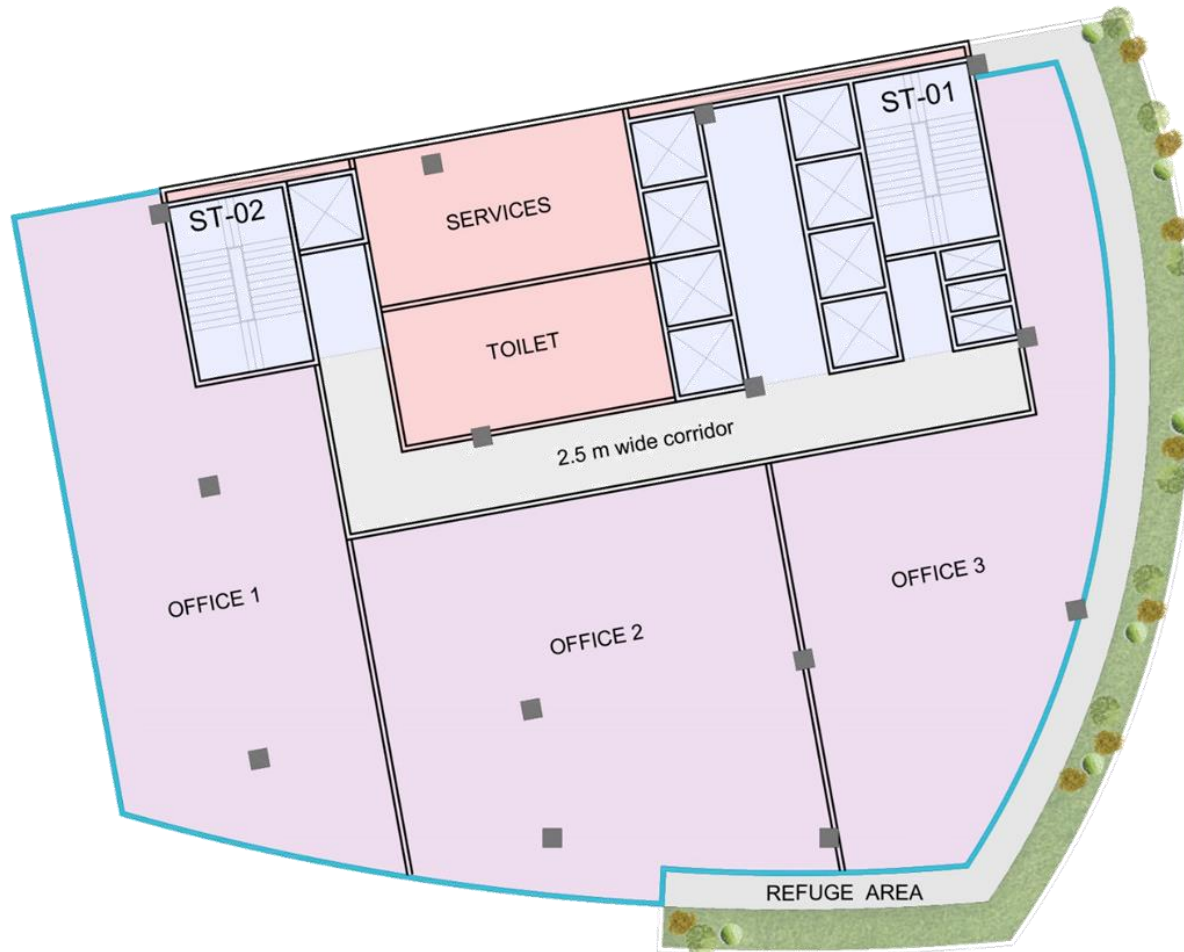 ST-01
ST-02
SERVICES
TOILET
2.5 m wide corridor
OFFICE 1
OFFICE 2
OFFICE 3
REFUGE AREA